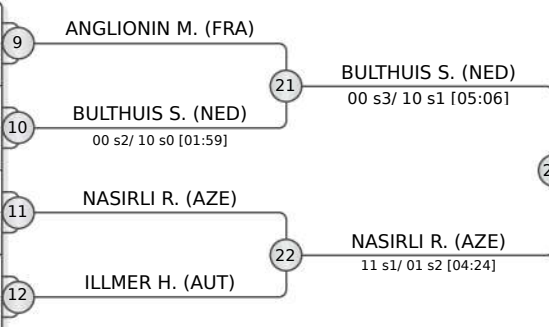 ANGLIONIN M. (FRA)
9
21
BULTHUIS S. (NED)
00 s3/ 10 s1 [05:06]
BULTHUIS S. (NED)
10
00 s2/ 10 s0 [01:59]
NASIRLI R. (AZE)
11
22
NASIRLI R. (AZE)
11 s1/ 01 s2 [04:24]
ILLMER H. (AUT)
12